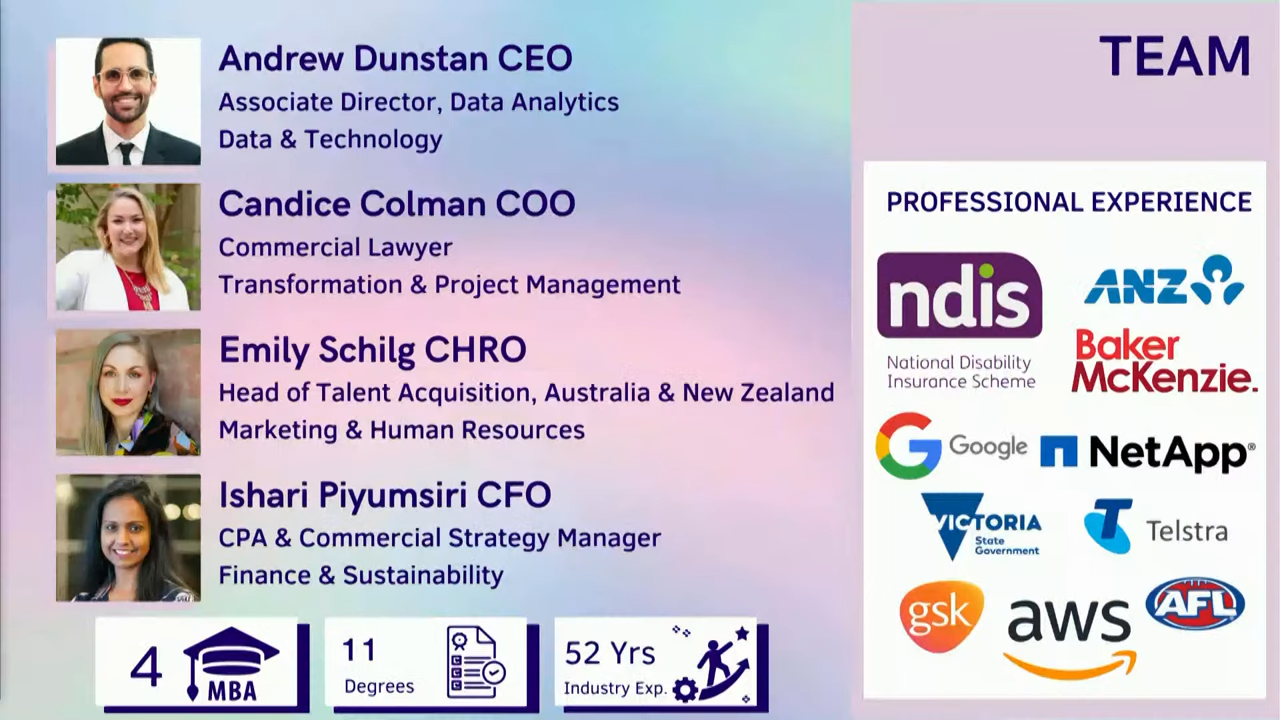 TEAM
Andrew Dunstan CEO
Associate Director, Data Analytics
Data & Technology
Candice Colman COO
Commercial Lawyer
Transformation & Project Management
Emily Schilg CHRO
Head of Talent Acquisition, Australia & New Zealand
Marketing & Human Resources
Ishari Piyumsiri CFO
CPA & Commercial Strategy Manager
Finance & Sustainability
4
MBA
11
Degrees
52 Yrs
Industry Exp.
PROFESSIONAL EXPERIENCE
ndis
National Disability
Insurance Scheme
ANZ
Baker
McKenzie.
Google
NetApp®
VICTORIA
State
Government
T
Telstra
gsk
aws
AFL